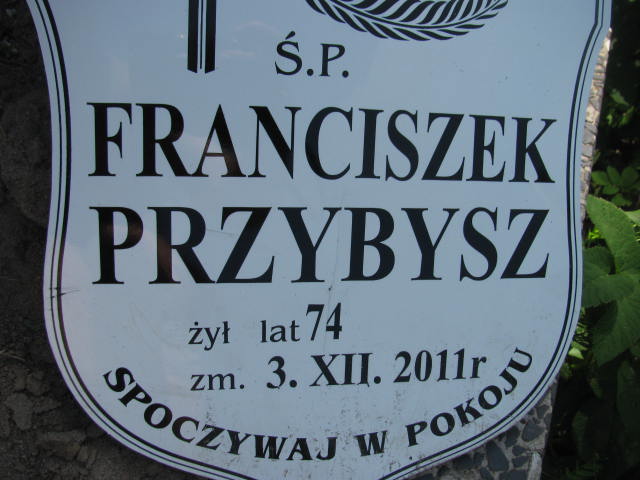 Ś.P.
FRANCISZEK
PRZYBYSZ
żył lat 74
zm. 3. XII. 2011r
SPOCZYWAJ W POKOJU